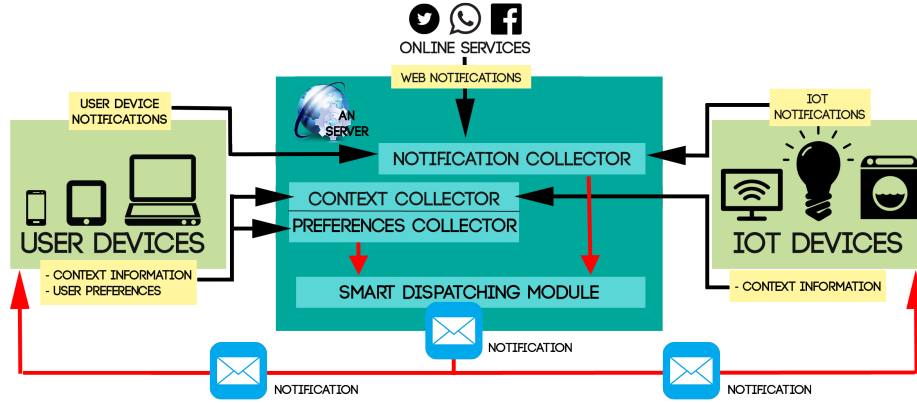 ONLINE SERVICES
WEB NOTIFICATIONS
USER DEVICE
NOTIFICATIONS
AN
SERVER
IOT
NOTIFICATIONS
NOTIFICATION COLLECTOR
CONTEXT COLLECTOR
PREFERENCES COLLECTOR
USER DEVICES
IOT DEVICES
- CONTEXT INFORMATION
- USER PREFERENCES
SMART DISPATCHING MODULE
- CONTEXT INFORMATION
NOTIFICATION
NOTIFICATION
NOTIFICATION